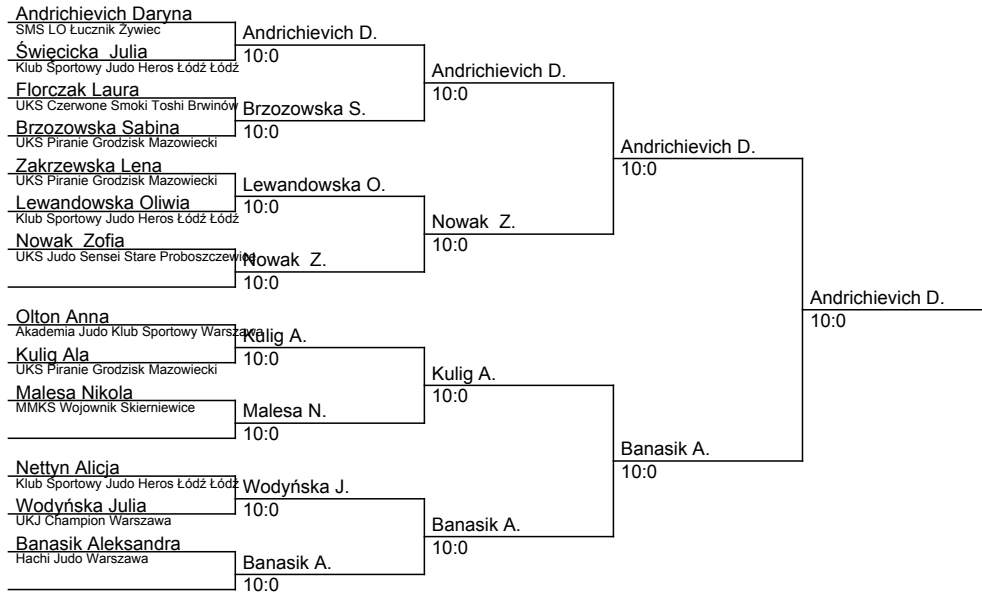 Andrichievich Daryna
SMS LO Łucznik Żywiec
Święcicka  Julia
Klub Sportowy Judo Heros Łódź Łódź
Florczak Laura
UKS Czerwone Smoki Toshi Brwinów
Brzozowska Sabina
UKS Piranie Grodzisk Mazowiecki
Zakrzewska Lena
UKS Piranie Grodzisk Mazowiecki
Lewandowska Oliwia
Klub Sportowy Judo Heros Łódź Łódź
Nowak  Zofia
UKS Judo Sensei Stare Proboszczewice
Olton Anna
Akademia Judo Klub Sportowy Warszawa
Kulig Ala
UKS Piranie Grodzisk Mazowiecki
Malesa Nikola
MMKS Wojownik Skierniewice
Nettyn Alicja
Klub Sportowy Judo Heros Łódź Łódź
Wodyńska Julia
UKJ Champion Warszawa
Banasik Aleksandra
Hachi Judo Warszawa
Andrichievich D.
10:0
Brzozowska S.
10:0
Lewandowska O.
10:0
Nowak  Z.
10:0
Kulig A.
10:0
Malesa N.
10:0
Wodyńska J.
10:0
Banasik A.
10:0
Andrichievich D.
10:0
Nowak  Z.
10:0
Kulig A.
10:0
Banasik A.
10:0
Andrichievich D.
10:0
Banasik A.
10:0
Andrichievich D.
10:0